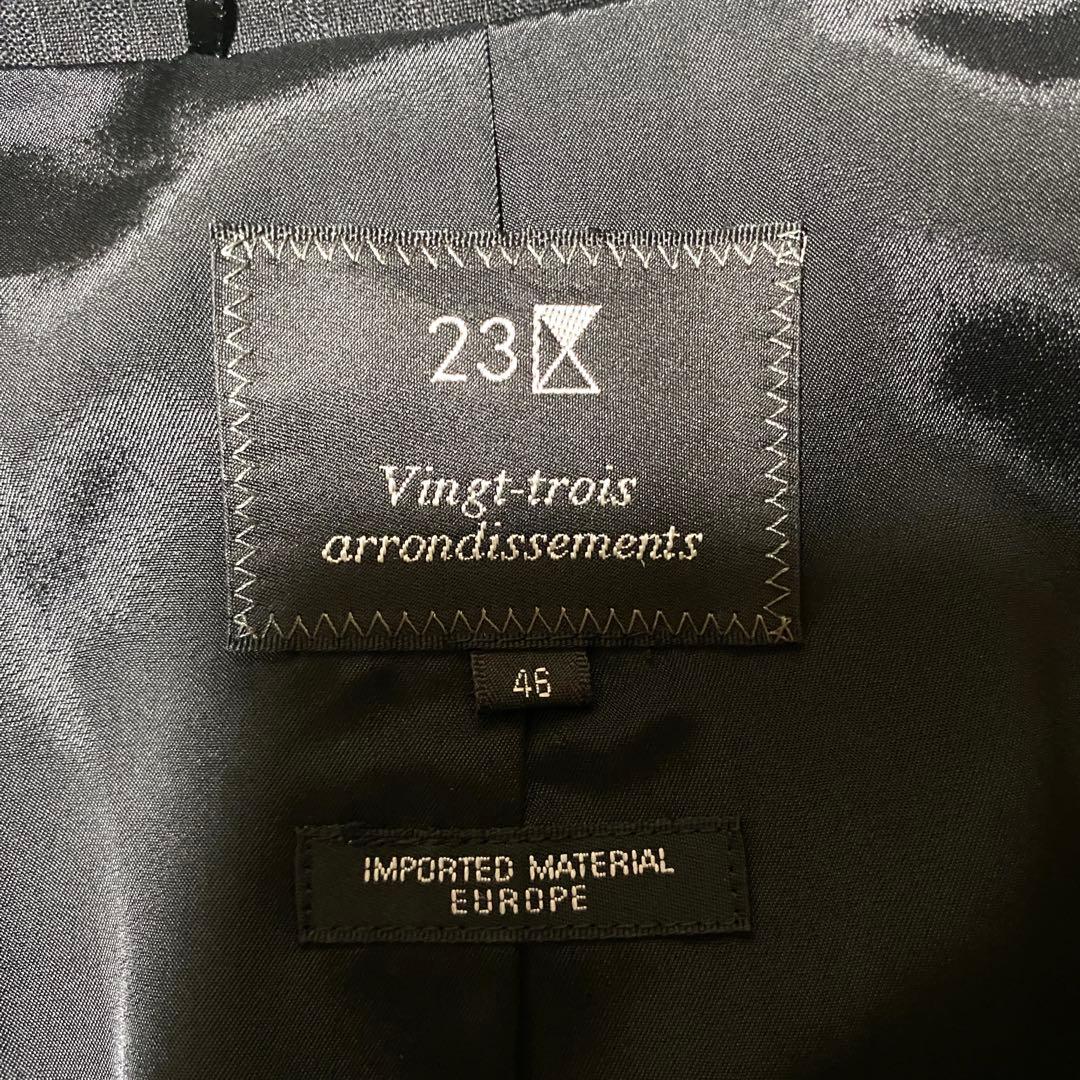 23
Vingt-trois
arrondissements
46
IMPORTED MATERIAL
EUROPE